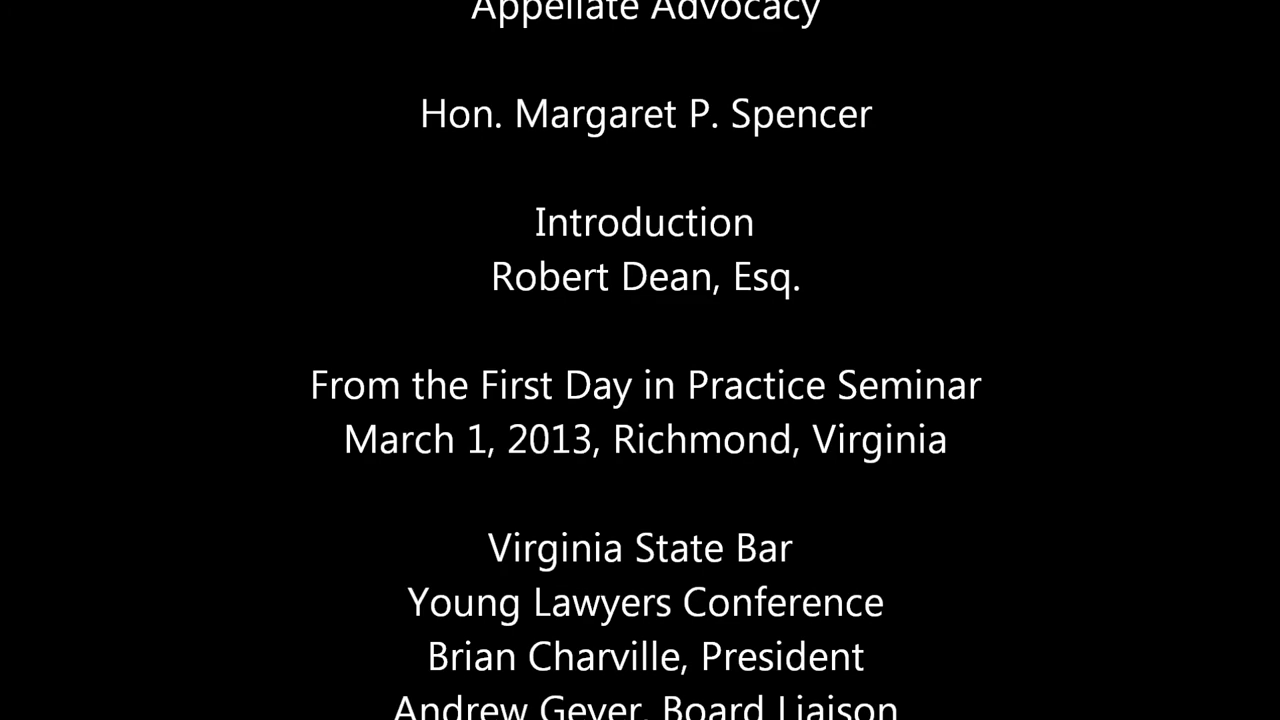 Appellate Advocacy
Hon. Margaret P. Spencer
Introduction
Robert Dean, Esq.
From the First Day in Practice Seminar
March 1, 2013, Richmond, Virginia
Virginia State Bar
Young Lawyers Conference
Brian Charville, President
Andrew Geyer, Board Liaison